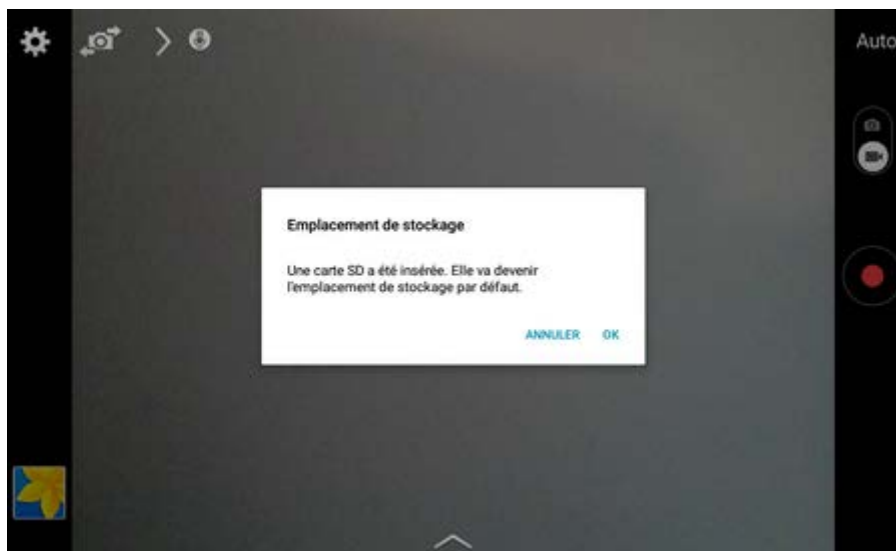 Auto
Emplacement de stockage
Une carte SD a été insérée. Elle va devenir
l'emplacement de stockage par défaut.
ANNULER OK